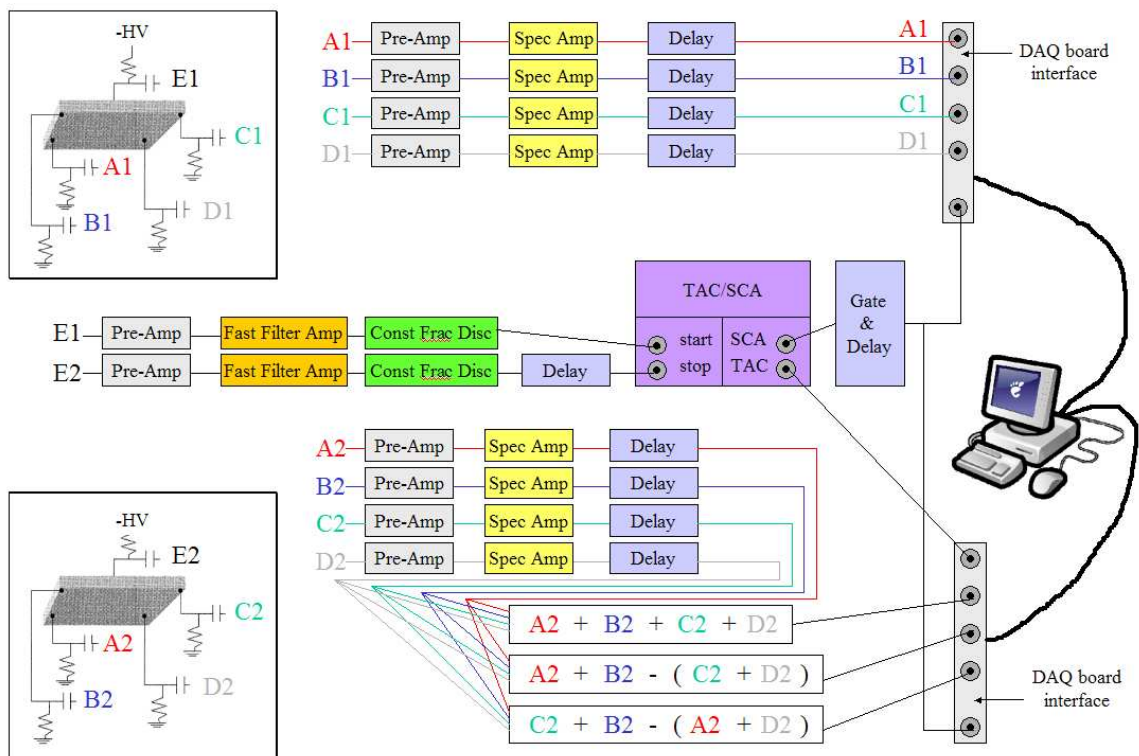 -HV
E1
C1
A1
D1
B1
A1 Pre-Amp Spec Amp Delay A1
B1 Pre-Amp Spec Amp Delay B1
C1 Pre-Amp Spec Amp Delay C1
D1 Pre-Amp Spec Amp Delay D1
DAQ board
interface
E1 Pre-Amp Fast Filter Amp Const Frac Disc
E2 Pre-Amp Fast Filter Amp Const Frac Disc Delay
TAC/SCA
start SCA
stop TAC
Gate
&
Delay
A2 Pre-Amp Spec Amp Delay
B2 Pre-Amp Spec Amp Delay
C2 Pre-Amp Spec Amp Delay
D2 Pre-Amp Spec Amp Delay
-HV
E2
C2
A2
D2
B2
A2 + B2 + C2 + D2
A2 + B2 - ( C2 + D2 )
C2 + B2 - ( A2 + D2 )
DAQ board
interface